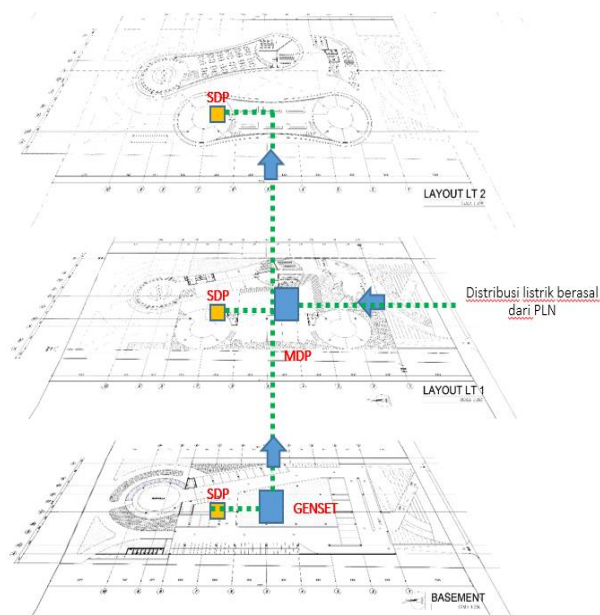 SDP
LAYOUT LT 2
SDP
Distribusi listrik berasal
dari PLN
MDP
LAYOUT LT 1
SDP
GENSET
BASEMENT